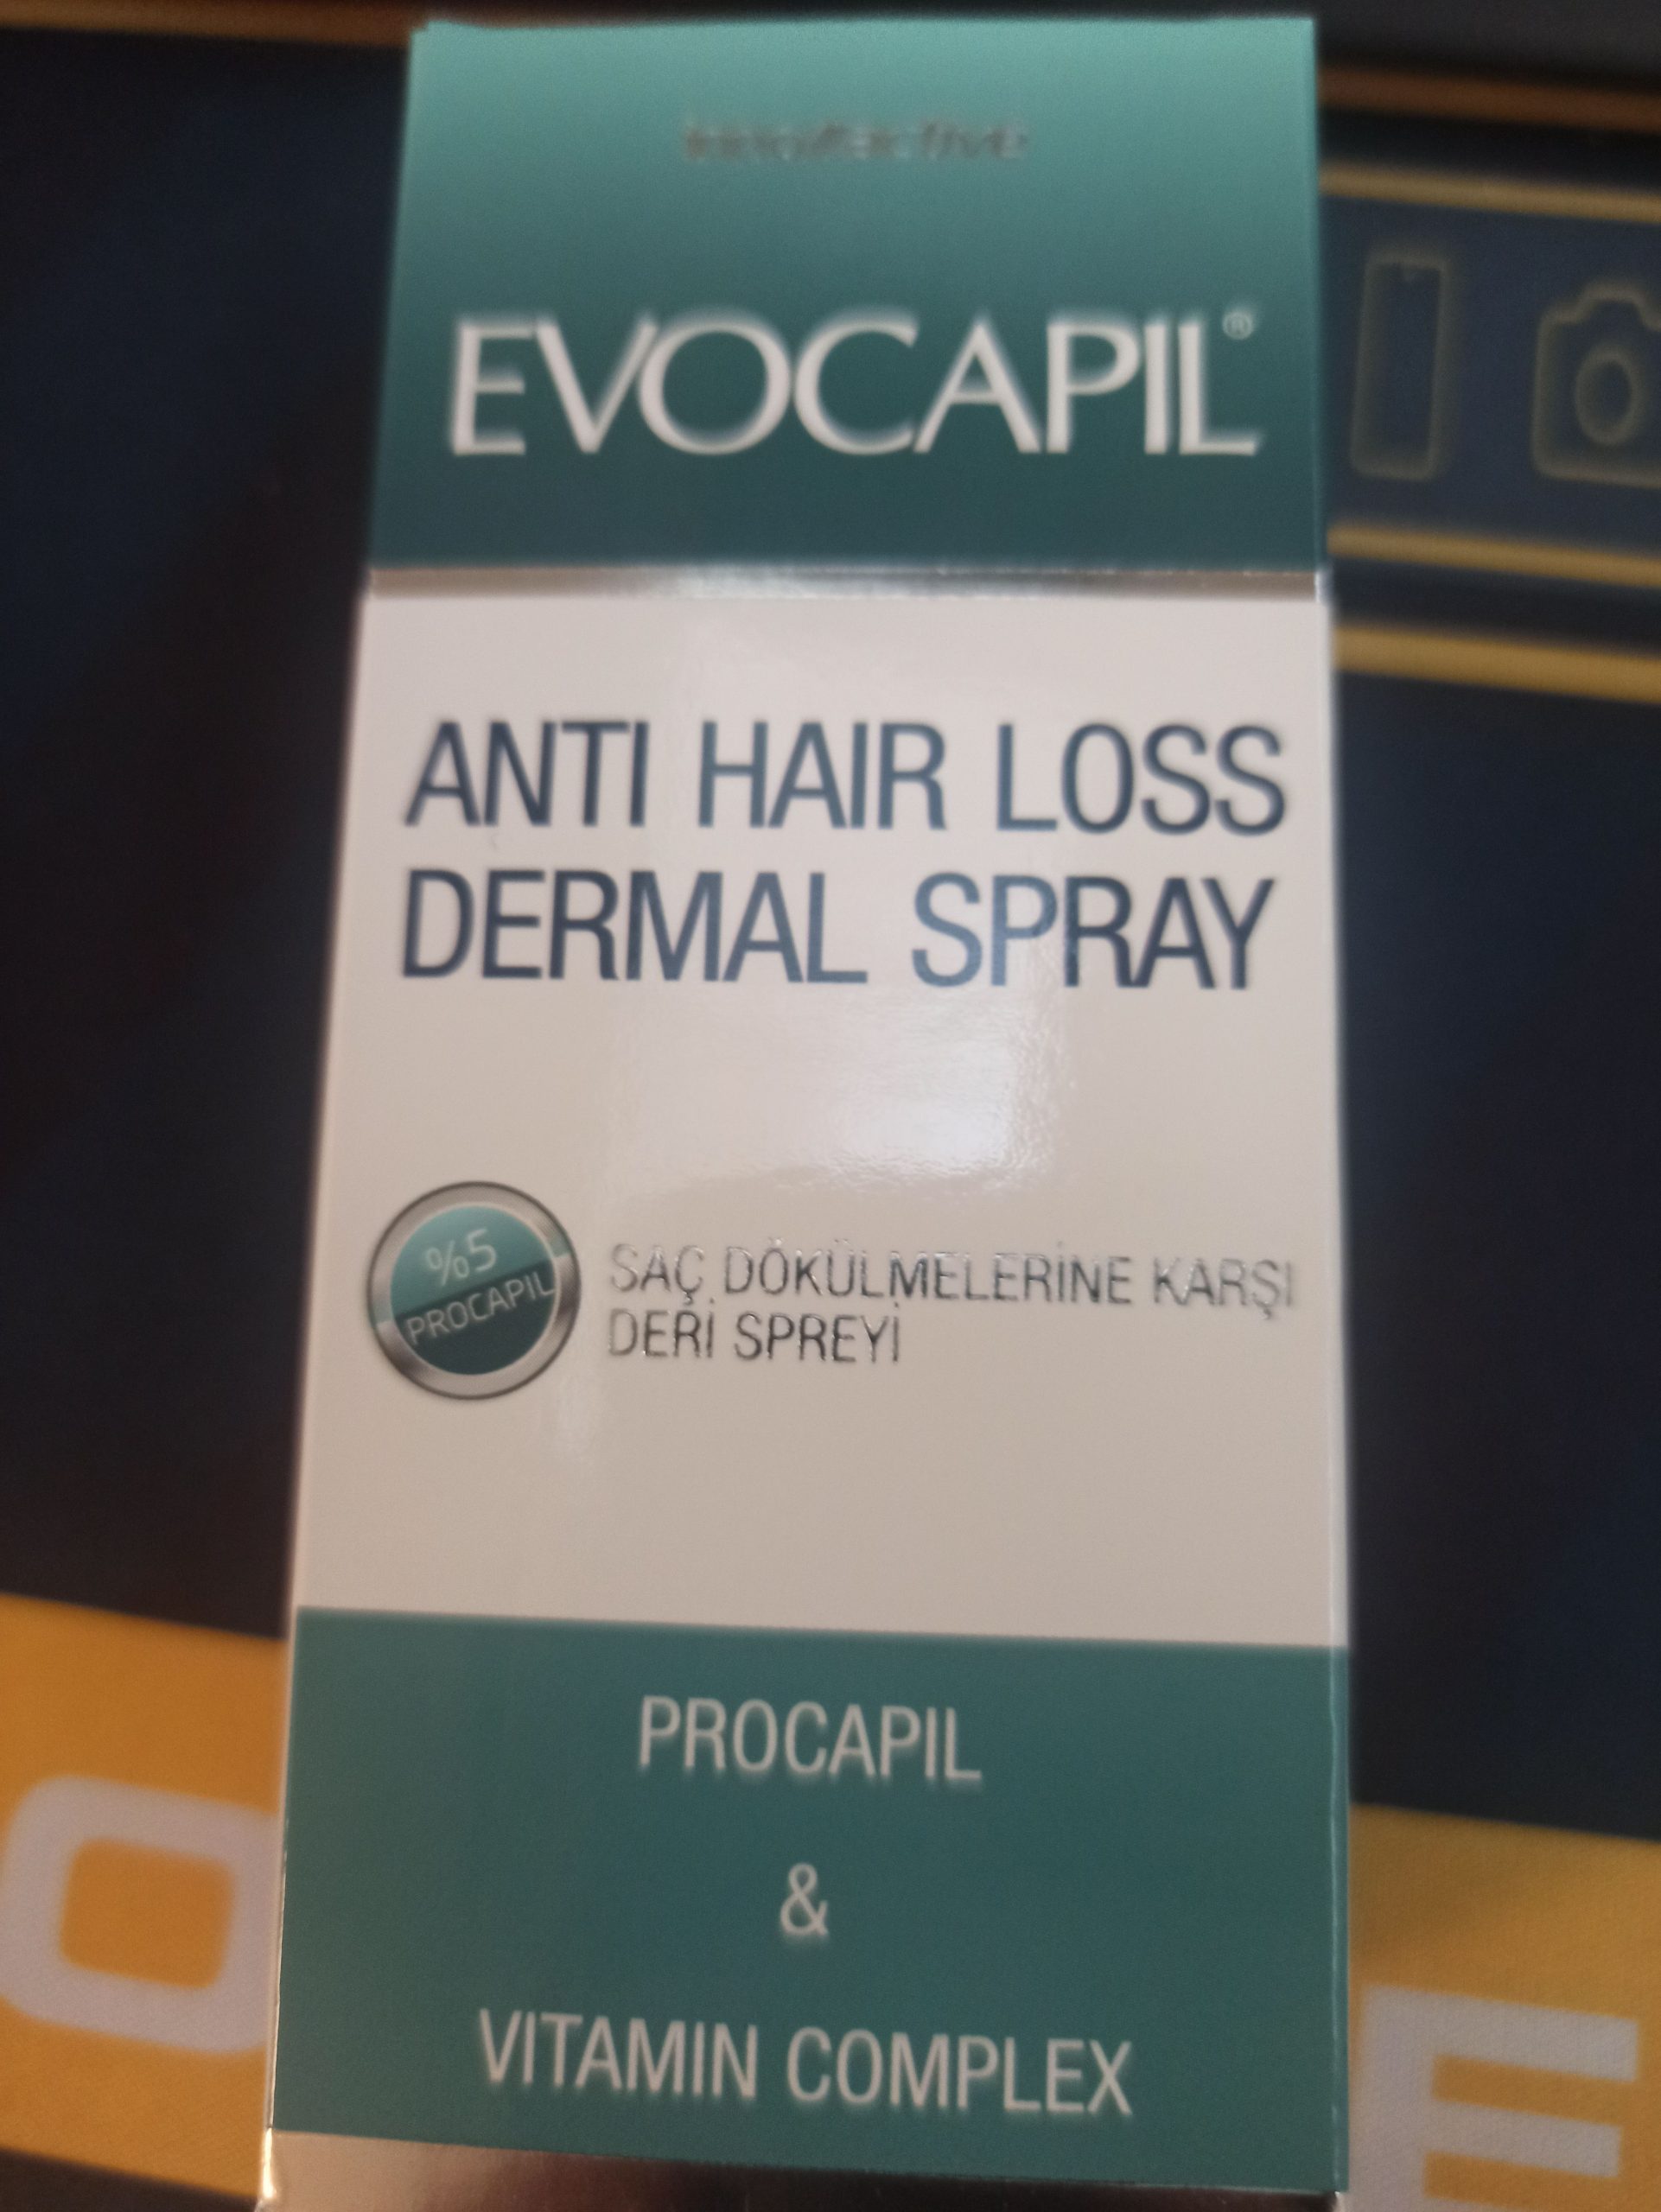 EVOCAPIL®
ANTI HAIR LOSS
DERMAL SPRAY
%5
PROCAPIL
SAÇ DÖKÜLMELERİNE KARŞI
DERİ SPREYİ
PROCAPIL
&
VITAMIN COMPLEX
O
E